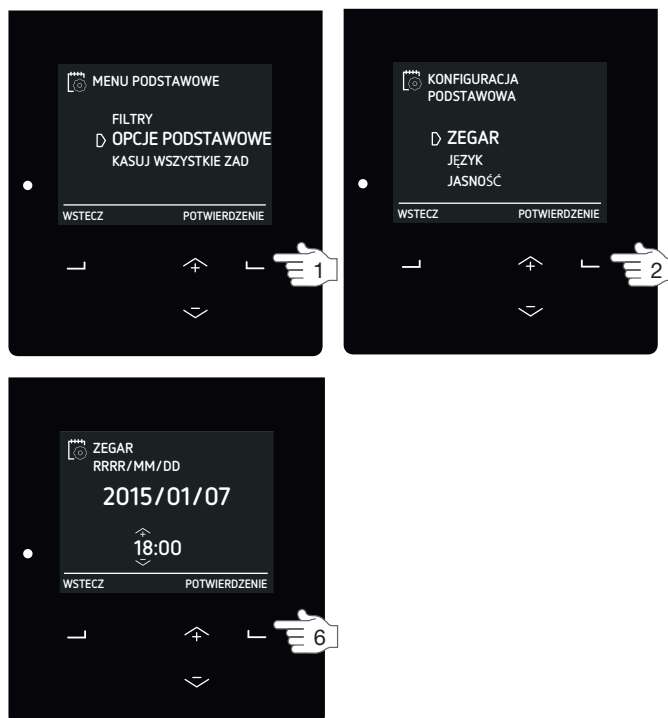 MENU PODSTAWOWE
FILTRY
OPCJE PODSTAWOWE
KASUJ WSZYSTKIE ZAD
WSTECZ POTWIERDZENIE
1
KONFIGURACJA
PODSTAWOWA
ZEGAR
JĘZYK
JASNOŚĆ
WSTECZ POTWIERDZENIE
2
ZEGAR
RRRR/MM/DD
2015/01/07
18:00
WSTECZ POTWIERDZENIE
6